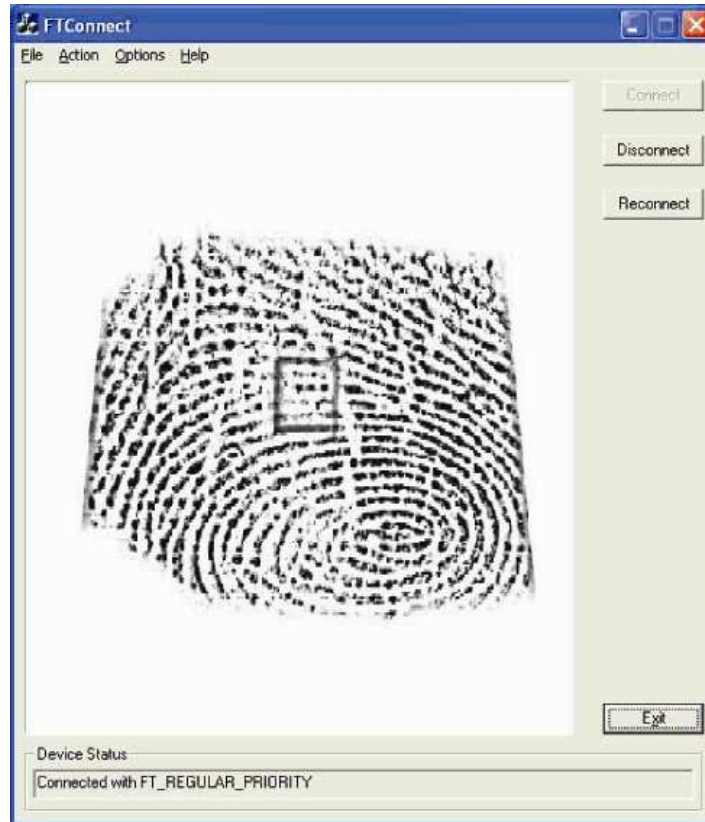 FTConnect
File Action Options Help
Connect
Disconnect
Reconnect
Exit
Device Status
Connected with FT_REGULAR_PRIORITY